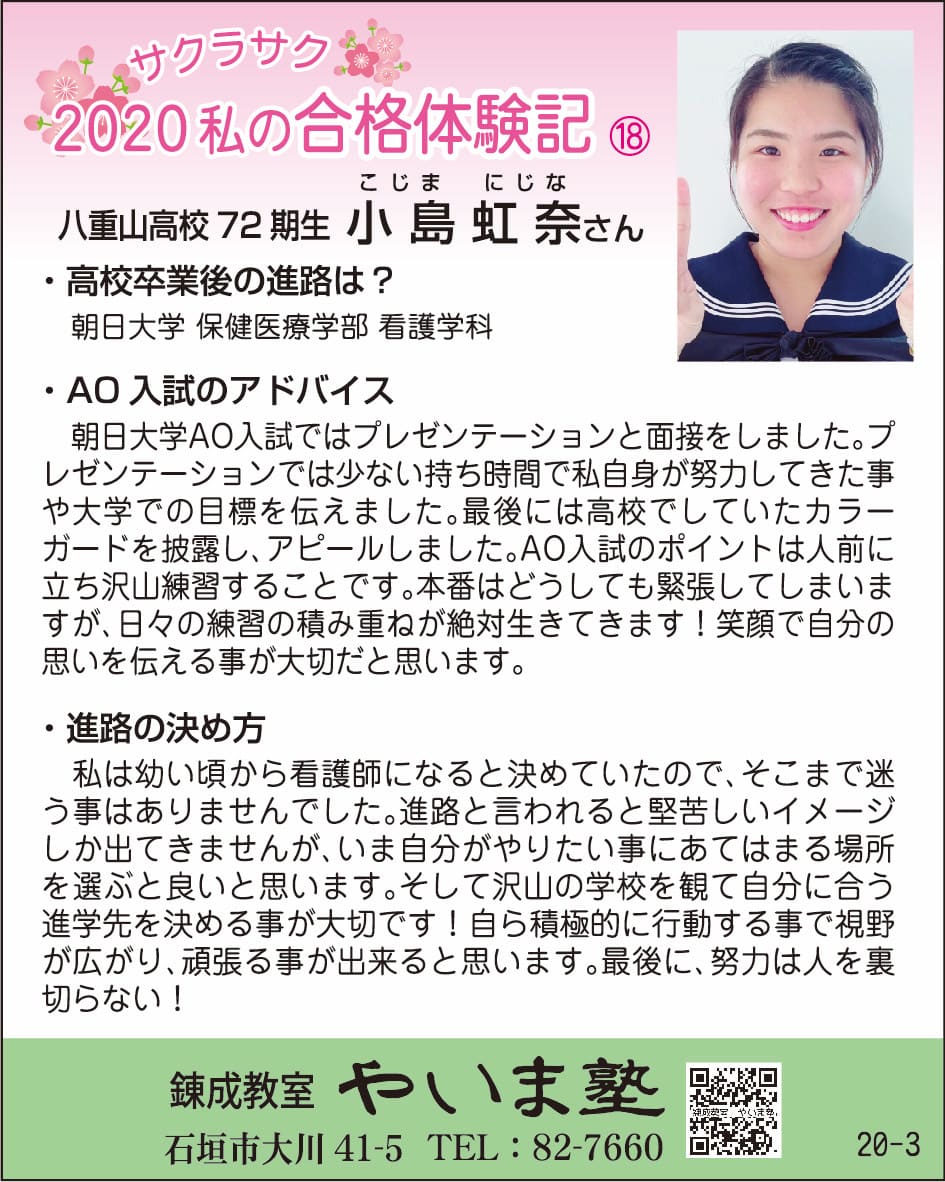 サクラサク
2020 私の合格体験記 ⑱
こじま にじな
八重山高校 72 期生 小島 虹奈さん
・高校卒業後の進路は？
朝日大学 保健医療学部 看護学科
・AO 入試のアドバイス
朝日大学AO入試ではプレゼンテーションと面接をしました。プ
レゼンテーションでは少ない持ち時間で私自身が努力してきた事
や大学での目標を伝えました。最後には高校でしていたカラー
ガードを披露し、アピールしました。AO入試のポイントは人前に
立ち沢山練習することです。本番はどうしても緊張してしまいま
すが、日々の練習の積み重ねが絶対生きてきます！笑顔で自分の
思いを伝える事が大切だと思います。
・進路の決め方
私は幼い頃から看護師になると決めていたので、そこまで迷
う事はありませんでした。進路と言われると堅苦しいイメージ
しか出てきませんが、いま自分がやりたい事にあてはまる場所
を選ぶと良いと思います。そして沢山の学校を観て自分に合う
進学先を決める事が大切です！自ら積極的に行動する事で視野
が広がり、頑張る事が出来ると思います。最後に、努力は人を裏
切らない！
錬成教室 やいま塾
錬成教室 やいま塾
石垣市大川 41-5 TEL：82-7660
20-3